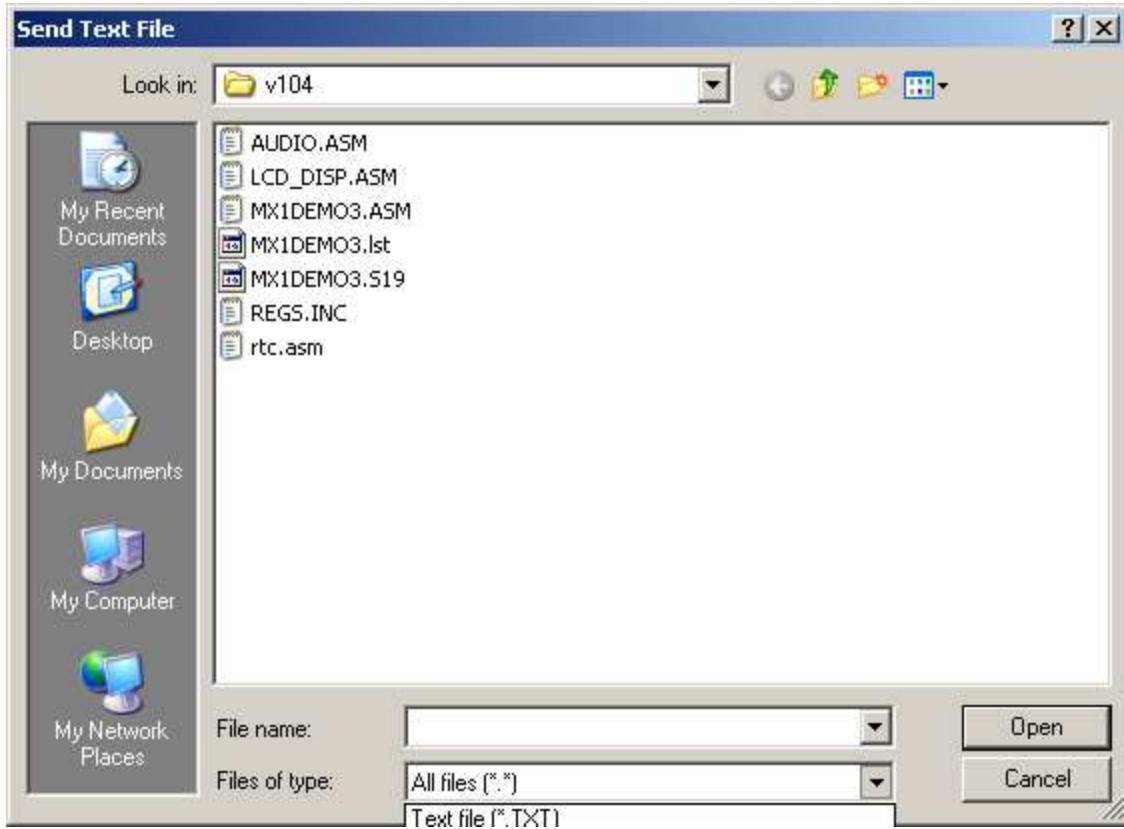 Send Text File
Look in: v104
AUDIO.ASM
LCD_DISP.ASM
MX1DEMO3.ASM
MX1DEMO3.lst
MX1DEMO3.S19
REGS.INC
rtc.asm
My Recent
Documents
Desktop
My Documents
My Computer
My Network
Places
File name:
Open
Files of type: All files (*.*)
Cancel
Text file (*.TXT)